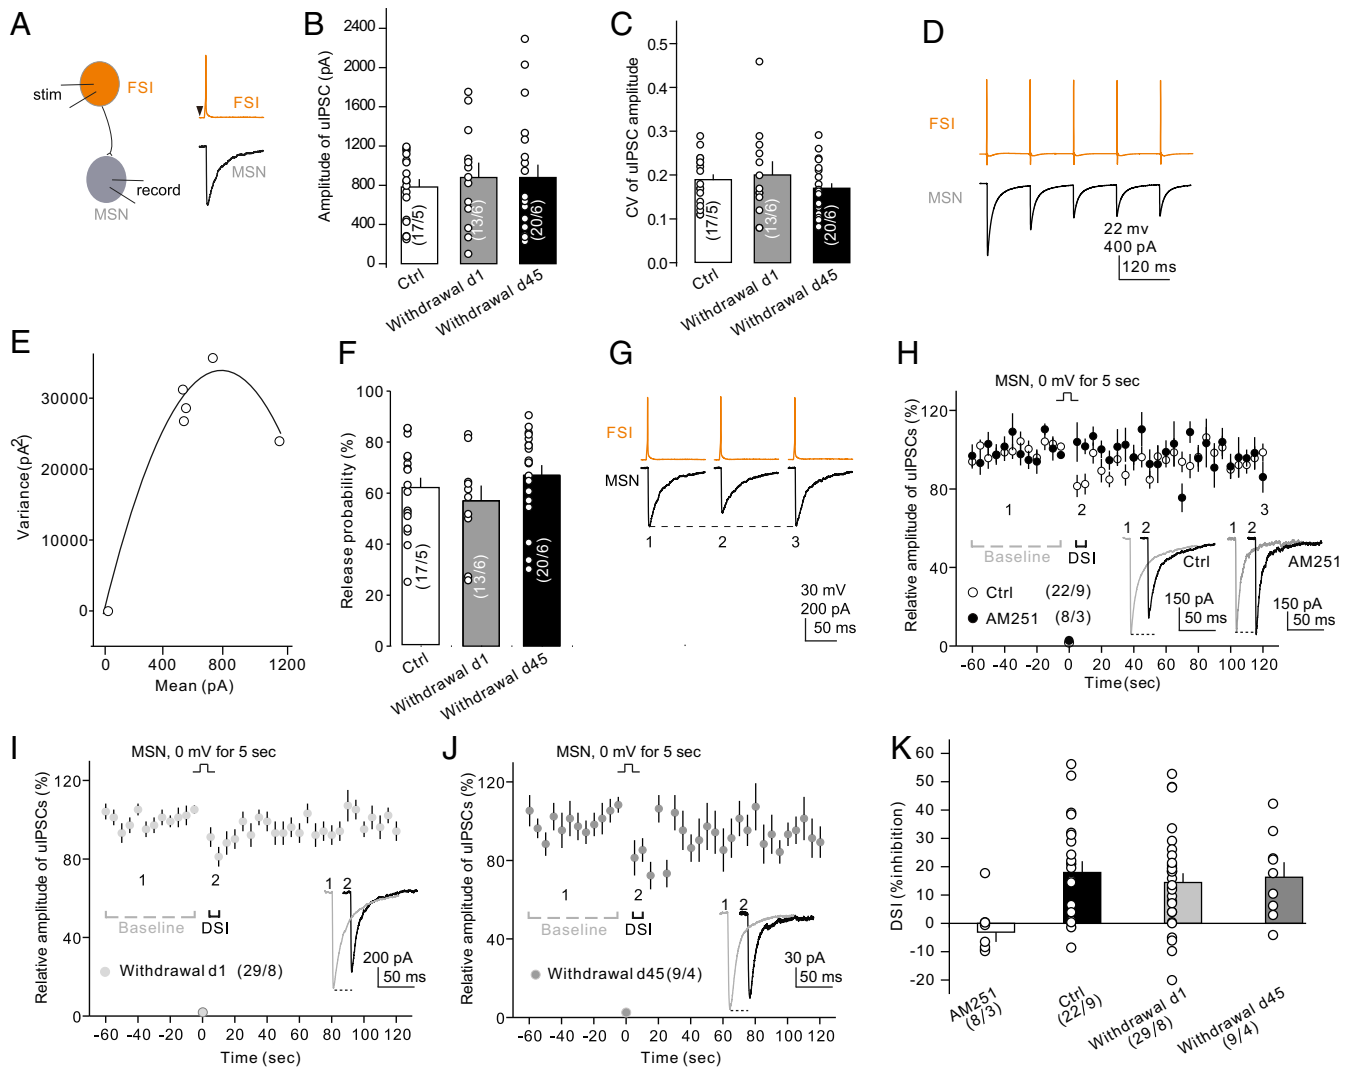 A
FSI
stim
record
MSN
FSI
MSN
B
Amplitude of uIPSC (pA)
2400
2000
1600
1200
800
400
0
(17/5)
(13/6)
(20/6)
Ctrl
Withdrawal d1
Withdrawal d45
C
CV of uIPSC amplitude
0.5
0.4
0.3
0.2
0.1
0.0
(17/5)
(13/6)
(20/6)
Ctrl
Withdrawal d1
Withdrawal d45
D
FSI
MSN
22 mv
400 pA
120 ms
E
Variance(pA²)
30000
20000
10000
0
0 400 800 1200
Mean (pA)
F
Release probability (%)
100
80
60
40
20
0
(17/5)
(13/6)
(20/6)
Ctrl
Withdrawal d1
Withdrawal d45
G
FSI
MSN
1 2 3
30 mV
200 pA
50 ms
H
MSN, 0 mV for 5 sec
Relative amplitude of uIPSCs (%)
120
80
40
0
1 2 3
Baseline
DSI
Ctrl (22/9)
AM251 (8/3)
1 2
Ctrl
150 pA
50 ms
1 2
AM251
150 pA
50 ms
-60 -40 -20 0 20 40 60 80 100 120
Time(sec)
I
MSN, 0 mV for 5 sec
Relative amplitude of uIPSCs (%)
120
80
40
0
1 2
Baseline
DSI
Withdrawal d1 (29/8)
1 2
200 pA
50 ms
-60 -40 -20 0 20 40 60 80 100 120
Time (sec)
J
MSN, 0 mV for 5 sec
Relative amplitude of uIPSCs (%)
120
80
40
0
1 2
Baseline
DSI
Withdrawal d45(9/4)
1 2
30 pA
50 ms
-60 -40 -20 0 20 40 60 80 100 120
Time (sec)
K
DSI (%inhibition)
60
50
40
30
20
10
0
-10
-20
AM251
(8/3)
Ctrl
(22/9)
Withdrawal d1
(29/8)
Withdrawal d45
(9/4)